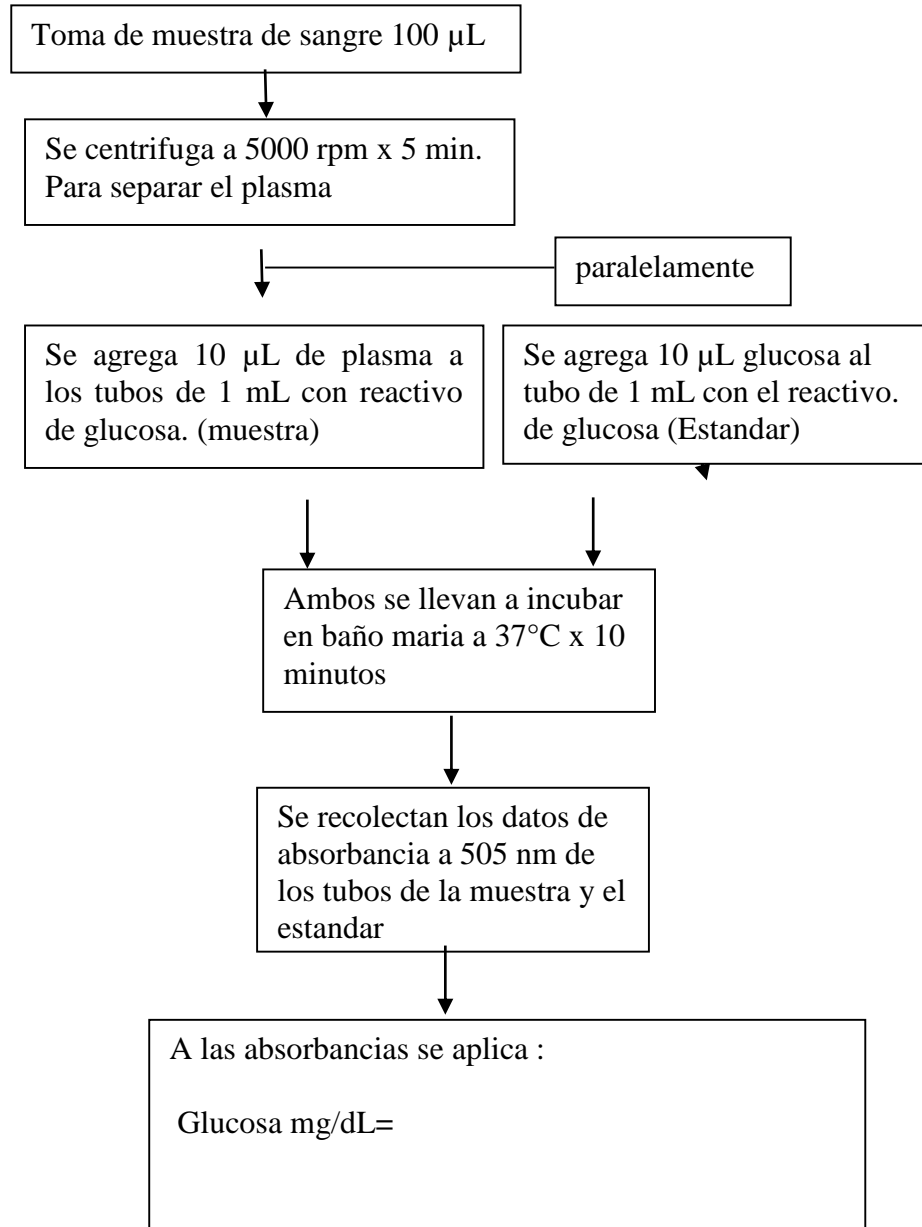 Toma de muestra de sangre 100 µL
Se centrifuga a 5000 rpm x 5 min.
Para separar el plasma
paralelamente
Se agrega 10 µL de plasma a
los tubos de 1 mL con reactivo
de glucosa. (muestra)
Se agrega 10 µL glucosa al
tubo de 1 mL con el reactivo.
de glucosa (Estandar)
Ambos se llevan a incubar
en baño maria a 37°C x 10
minutos
Se recolectan los datos de
absorbancia a 505 nm de
los tubos de la muestra y el
estandar
A las absorbancias se aplica :
Glucosa mg/dL=